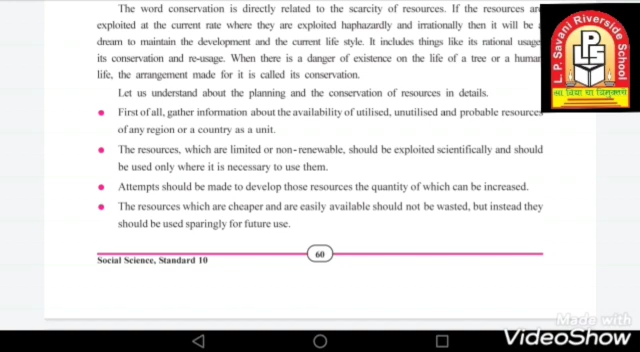 The word conservation is directly related to the scarcity of resources. If the resources are
exploited at the current rate where they are exploited haphazardly and irrationally then it will be a
dream to maintain the development and the current life style. It includes things like its rational usage
its conservation and re-usage. When there is a danger of existence on the life of a tree or a human
life, the arrangement made for it is called its conservation.
Let us understand about the planning and the conservation of resources in details.
First of all, gather information about the availability of utilised, unutilised and probable resources
of any region or a country as a unit.
The resources, which are limited or non-renewable, should be exploited scientifically and should
be used only where it is necessary to use them.
Attempts should be made to develop those resources the quantity of which can be increased.
The resources which are cheaper and are easily available should not be wasted, but instead they
should be used sparingly for future use.
60
Social Science, Standard 10
L. P. Savani Riverside School
LPS
सा विद्या या विमुक्तये
Made with
VideoShow